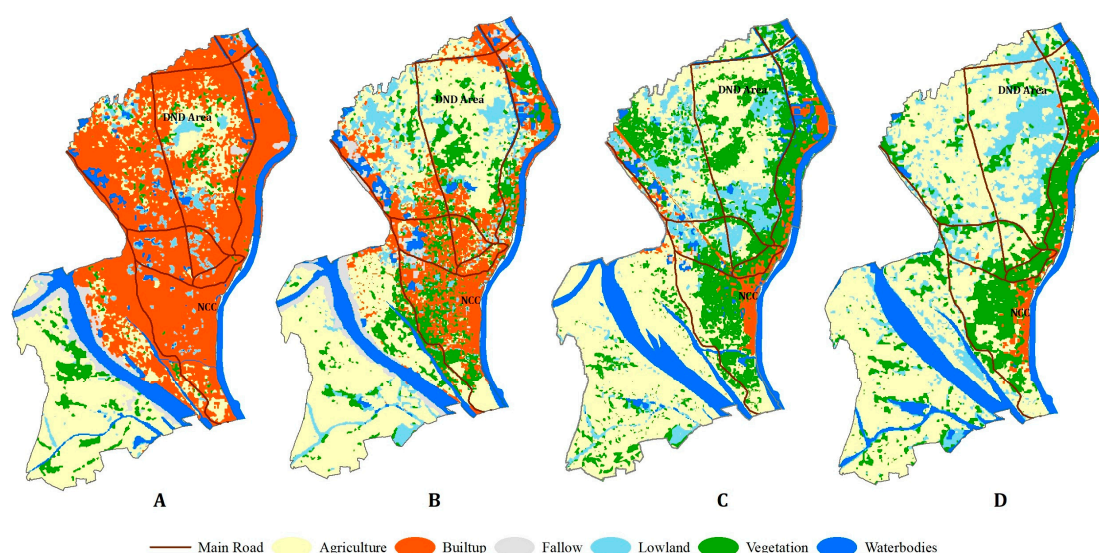 DND Area
NCC
A
DND Area
NCC
B
DND Area
NCC
C
DND Area
NCC
D
Main Road Agriculture Builtup Fallow Lowland Vegetation Waterbodies